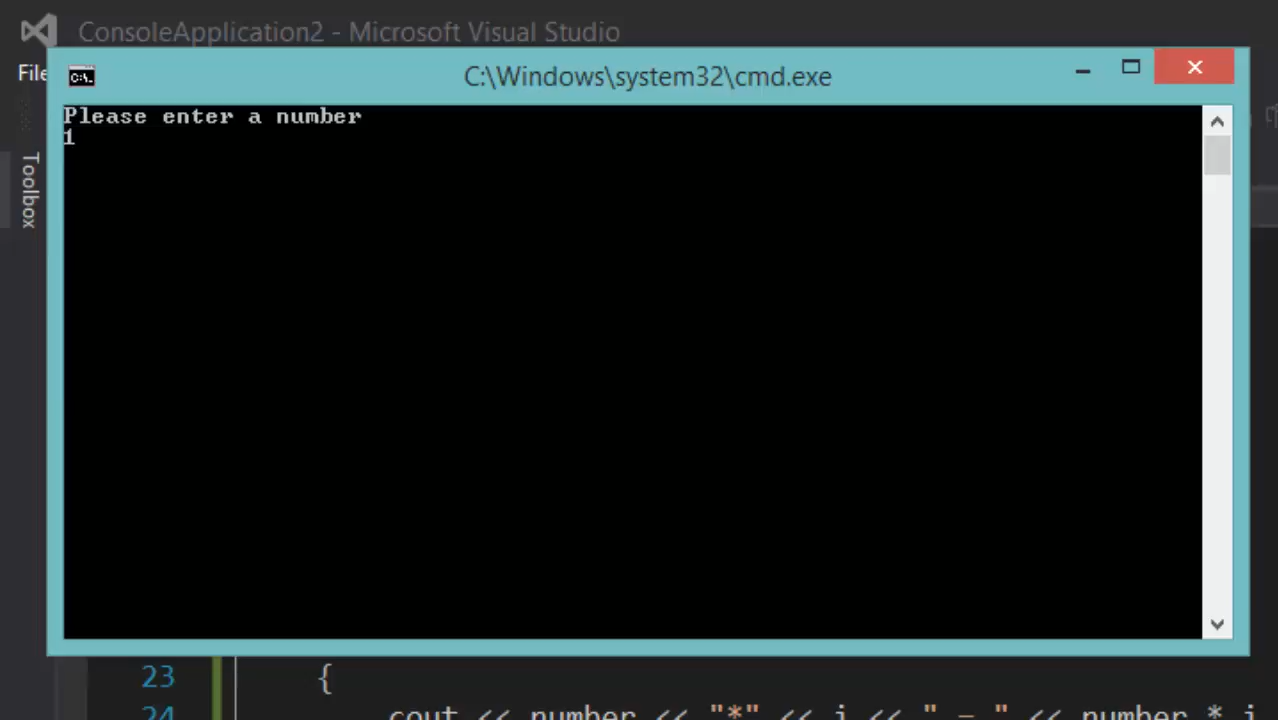 ConsoleApplication2 - Microsoft Visual Studio
File
C:\Windows\system32\cmd.exe
Toolbox
Please enter a number
1
23 {
24 cout << number << "*" << i << " = " << number * i